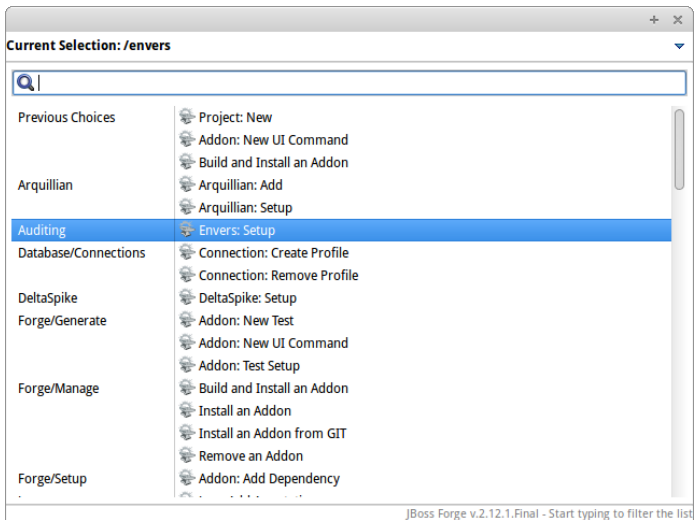 Current Selection: /envers
Previous Choices Project: New
Addon: New UI Command
Build and Install an Addon
Arquillian Arquillian: Add
Arquillian: Setup
Auditing Envers: Setup
Database/Connections Connection: Create Profile
Connection: Remove Profile
DeltaSpike DeltaSpike: Setup
Forge/Generate Addon: New Test
Addon: New UI Command
Addon: Test Setup
Forge/Manage Build and Install an Addon
Install an Addon
Install an Addon from GIT
Remove an Addon
Forge/Setup Addon: Add Dependency
JBoss Forge v.2.12.1.Final - Start typing to filter the list